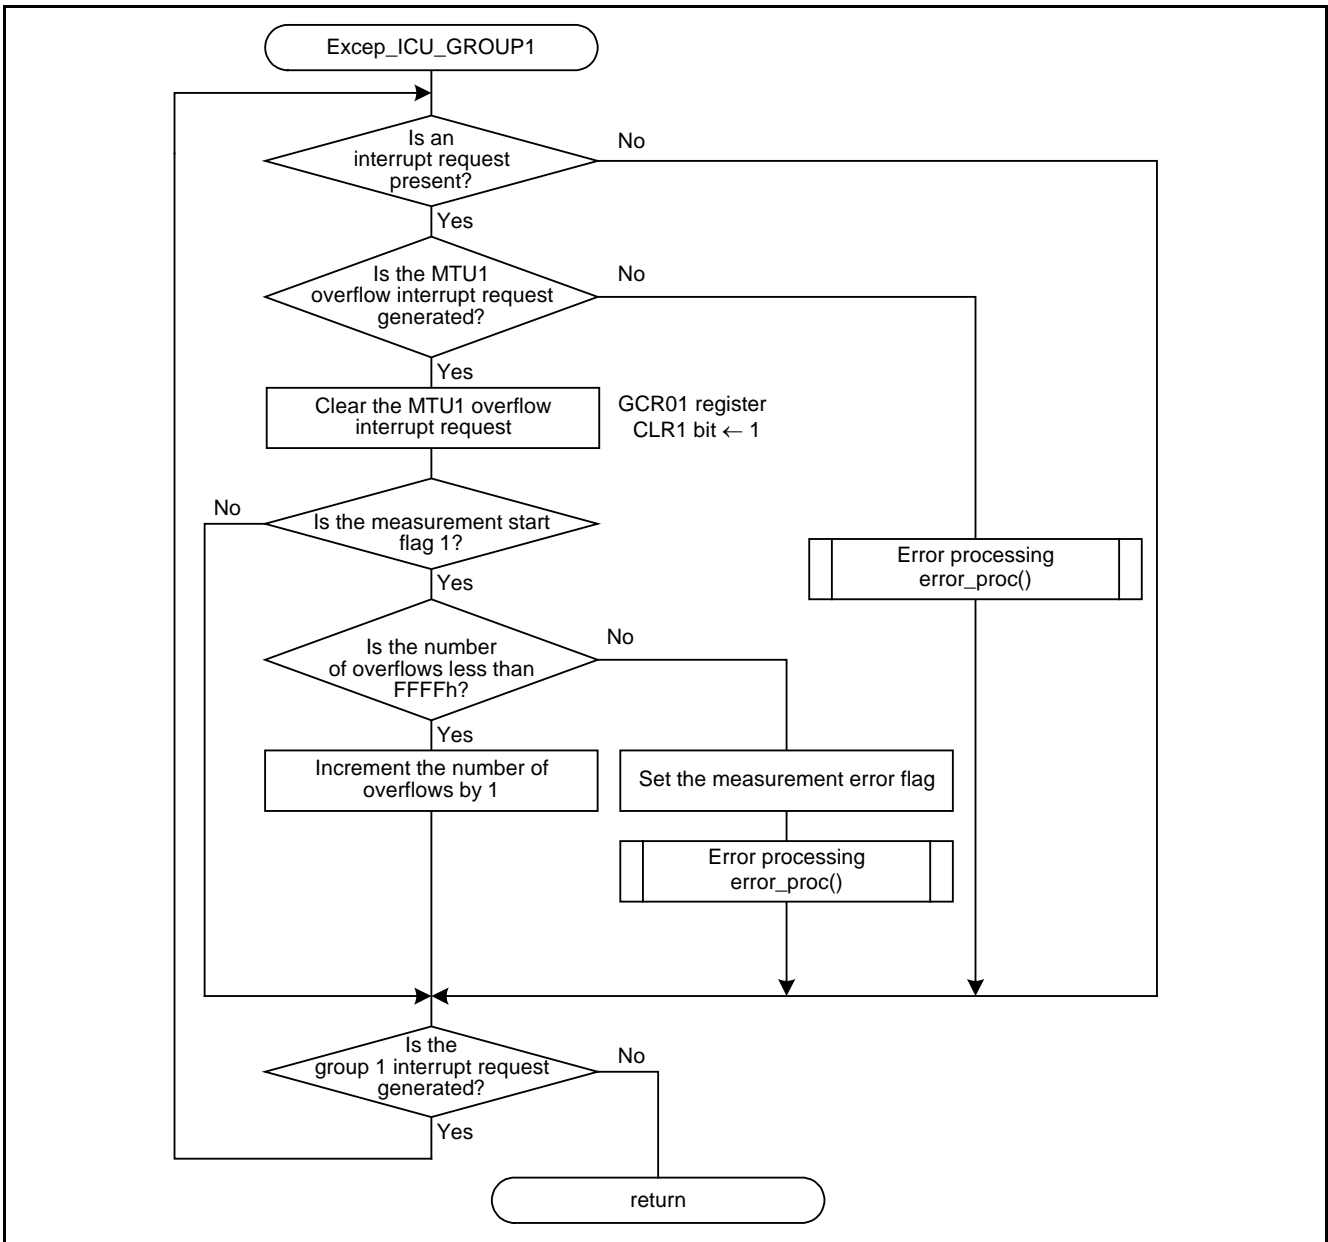 Excep_ICU_GROUP1
Is an
interrupt request
present?
No
Yes
Is the MTU1
overflow interrupt request
generated?
No
Yes
Clear the MTU1 overflow
interrupt request
GCR01 register
CLR1 bit ← 1
No
Is the measurement start
flag 1?
Yes
Error processing
error_proc()
Is the number
of overflows less than
FFFFh?
No
Yes
Increment the number of
overflows by 1
Set the measurement error flag
Error processing
error_proc()
Is the
group 1 interrupt request
generated?
No
Yes
return